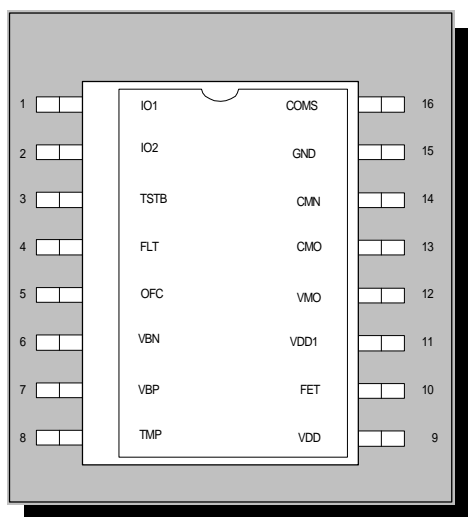 1 IO1 COMS 16
2 IO2 GND 15
3 TSTB CMN 14
4 FLT CMO 13
5 OFC VMO 12
6 VBN VDD1 11
7 VBP FET 10
8 TMP VDD 9